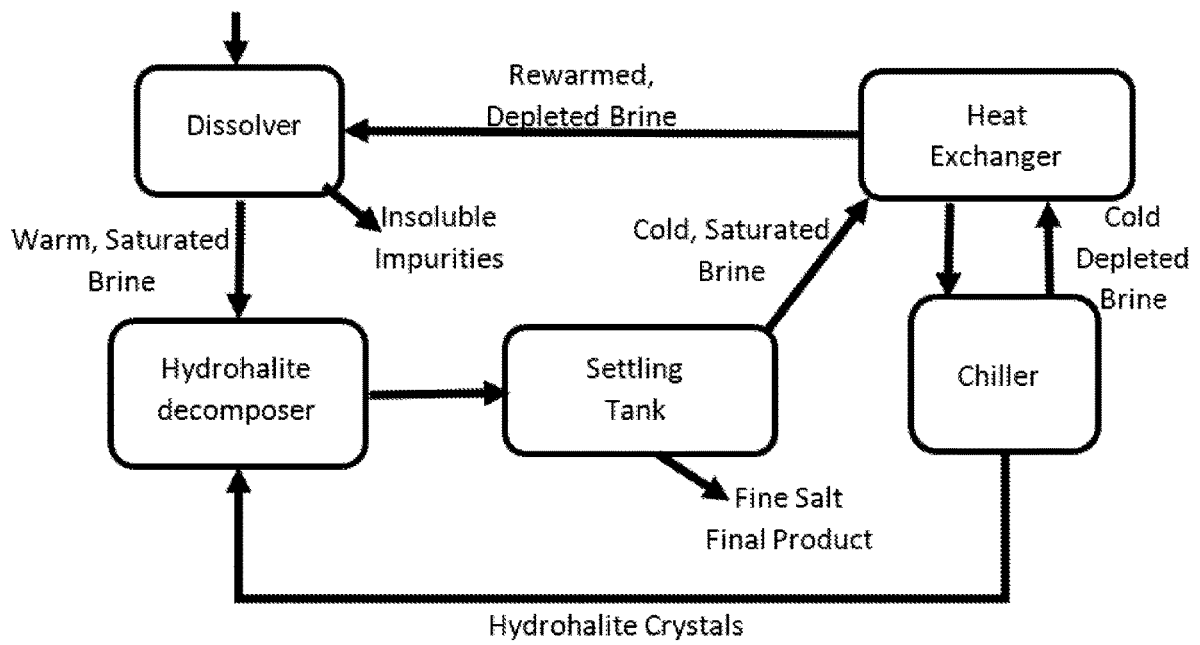 Rewarmed,
Depleted Brine
Dissolver
Heat
Exchanger
Insoluble
Impurities
Warm, Saturated
Brine
Cold, Saturated
Brine
Cold
Depleted
Brine
Hydrohalite
decomposer
Settling
Tank
Chiller
Fine Salt
Final Product
Hydrohalite Crystals